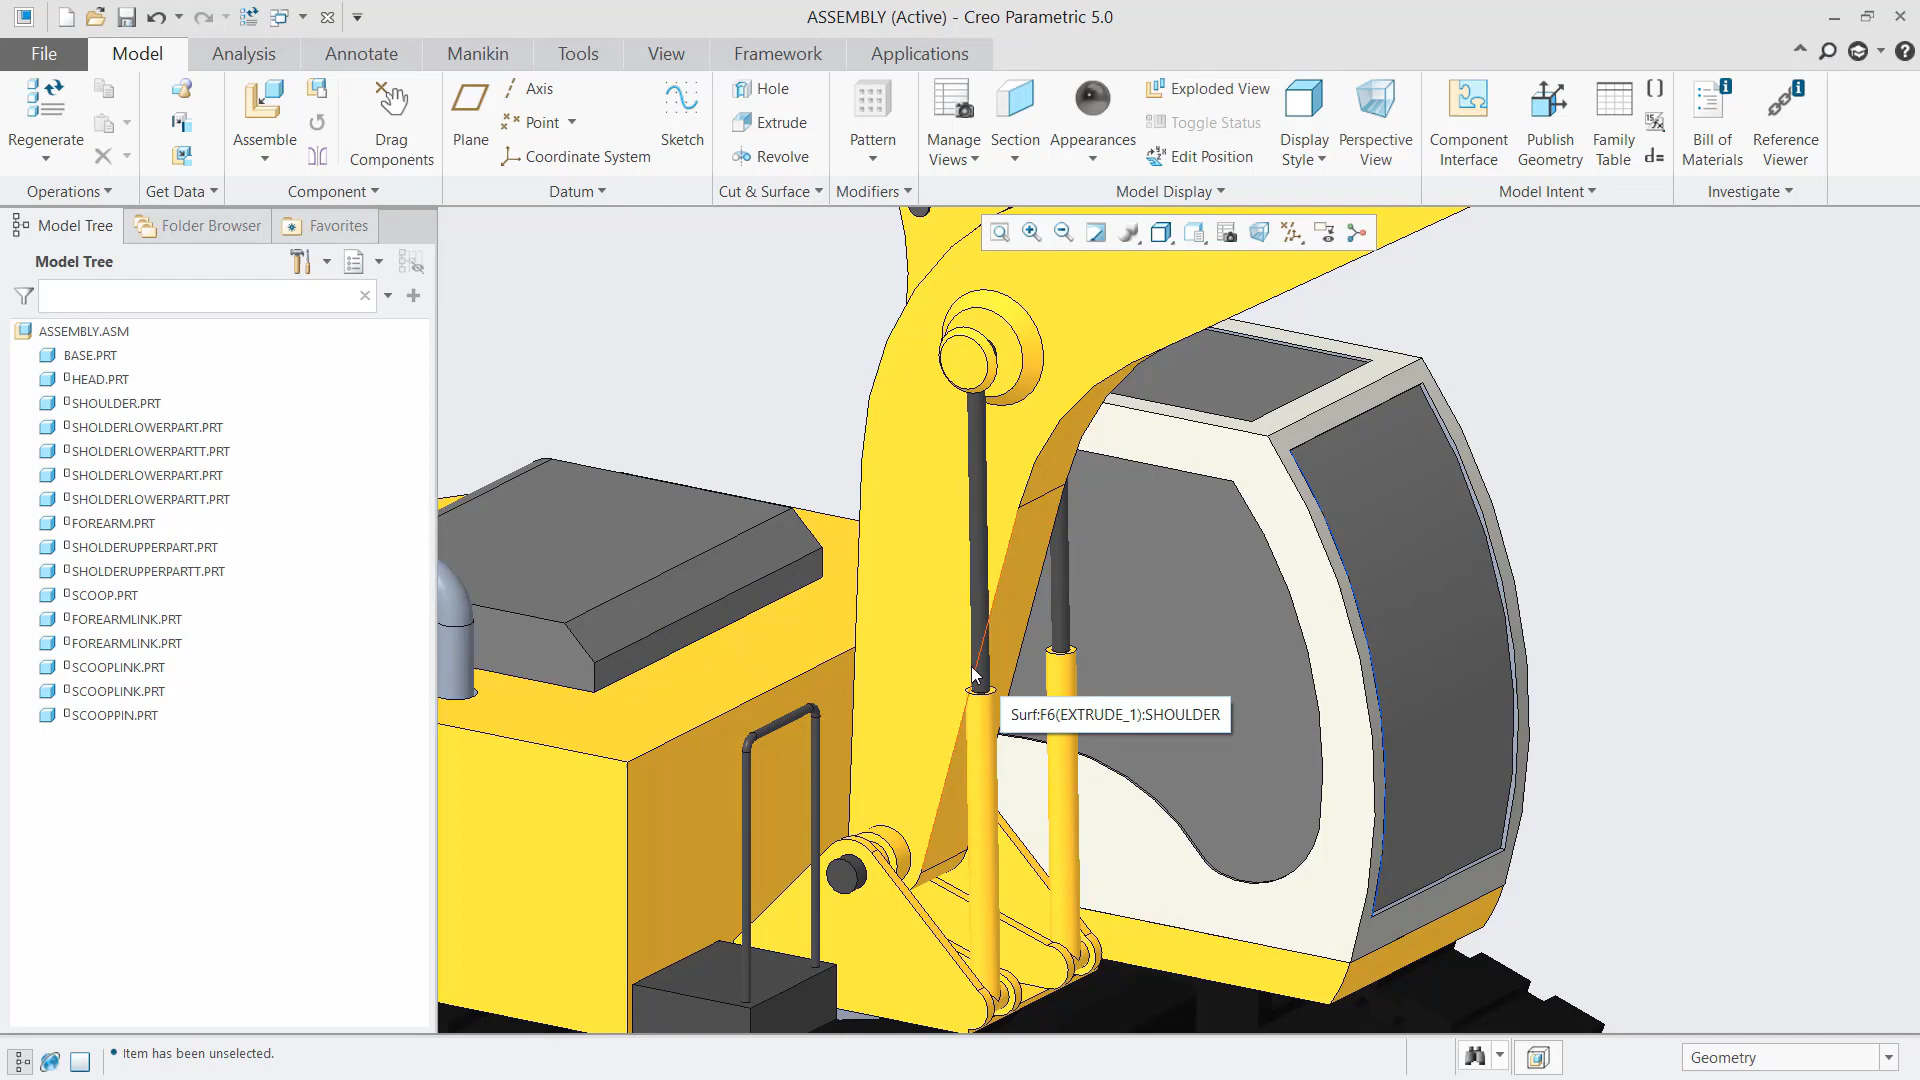 ASSEMBLY (Active) - Creo Parametric 5.0
File Model Analysis Annotate Manikin Tools View Framework Applications
Regenerate
Operations
Get Data
Assemble
Drag Components
Component
Plane
Axis
Point
Coordinate System
Sketch
Datum
Hole
Extrude
Revolve
Cut & Surface
Pattern
Modifiers
Manage Views
Section
Appearances
Exploded View
Toggle Status
Edit Position
Display Style
Perspective View
Model Display
Component Interface
Publish Geometry
Family Table
Model Intent
Bill of Materials
Reference Viewer
Investigate
Model Tree Folder Browser Favorites
Model Tree
ASSEMBLY.ASM
BASE.PRT
HEAD.PRT
SHOULDER.PRT
SHOLDERLOWERPART.PRT
SHOLDERLOWERPARTT.PRT
SHOLDERLOWERPART.PRT
SHOLDERLOWERPARTT.PRT
FOREARM.PRT
SHOLDERUPPERPART.PRT
SHOLDERUPPERPARTT.PRT
SCOOP.PRT
FOREARMLINK.PRT
FOREARMLINK.PRT
SCOOPLINK.PRT
SCOOPLINK.PRT
SCOOPPIN.PRT
Surf:F6(EXTRUDE_1):SHOULDER
Item has been unselected.
Geometry